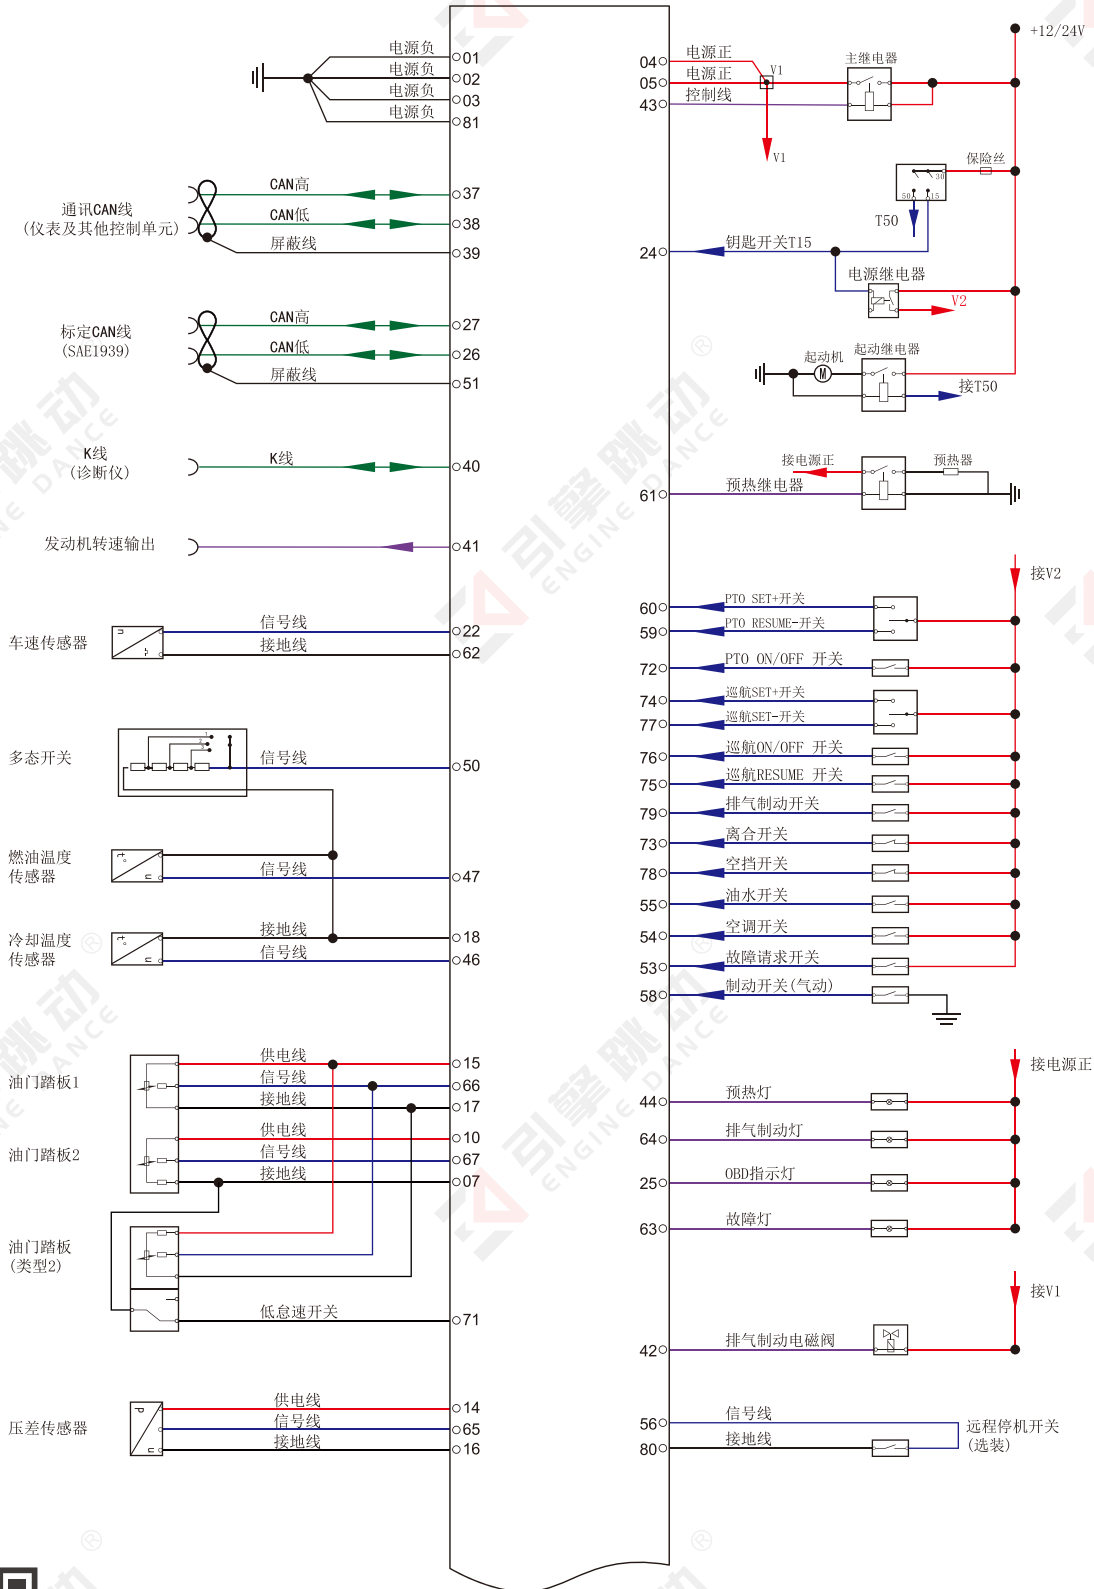 电源负 01
电源负 02
电源负 03
电源负 81
通讯CAN线
(仪表及其他控制单元)
CAN高 37
CAN低 38
屏蔽线 39
标定CAN线
(SAE1939)
CAN高 27
CAN低 26
屏蔽线 51
K线
(诊断仪)
K线 40
发动机转速输出 41
车速传感器
n
信号线 22
接地线 62
多态开关
1
2
3
信号线 50
燃油温度
传感器
t°
u
信号线 47
冷却温度
传感器
t°
u
接地线 18
信号线 46
油门踏板1
供电线 15
信号线 66
接地线 17
油门踏板2
供电线 10
信号线 67
接地线 07
油门踏板
(类型2)
低怠速开关 71
压差传感器
P
u
供电线 14
信号线 65
接地线 16
+12/24V
04 电源正
05 电源正
V1
主继电器
43 控制线
V1
保险丝
30
50
15
T50
24 钥匙开关T15
电源继电器
V2
起动机
M
起动继电器
接T50
接电源正
预热器
61 预热继电器
接V2
60 PTO SET+开关
59 PTO RESUME-开关
72 PTO ON/OFF 开关
74 巡航SET+开关
77 巡航SET-开关
76 巡航ON/OFF 开关
75 巡航RESUME 开关
79 排气制动开关
73 离合开关
78 空挡开关
55 油水开关
54 空调开关
53 故障请求开关
58 制动开关(气动)
接电源正
44 预热灯
64 排气制动灯
25 OBD指示灯
63 故障灯
接V1
42 排气制动电磁阀
56 信号线
80 接地线
远程停机开关
(选装)
引擎跳动
ENGINE DANCE
®
引擎跳动
ENGINE DANCE
®